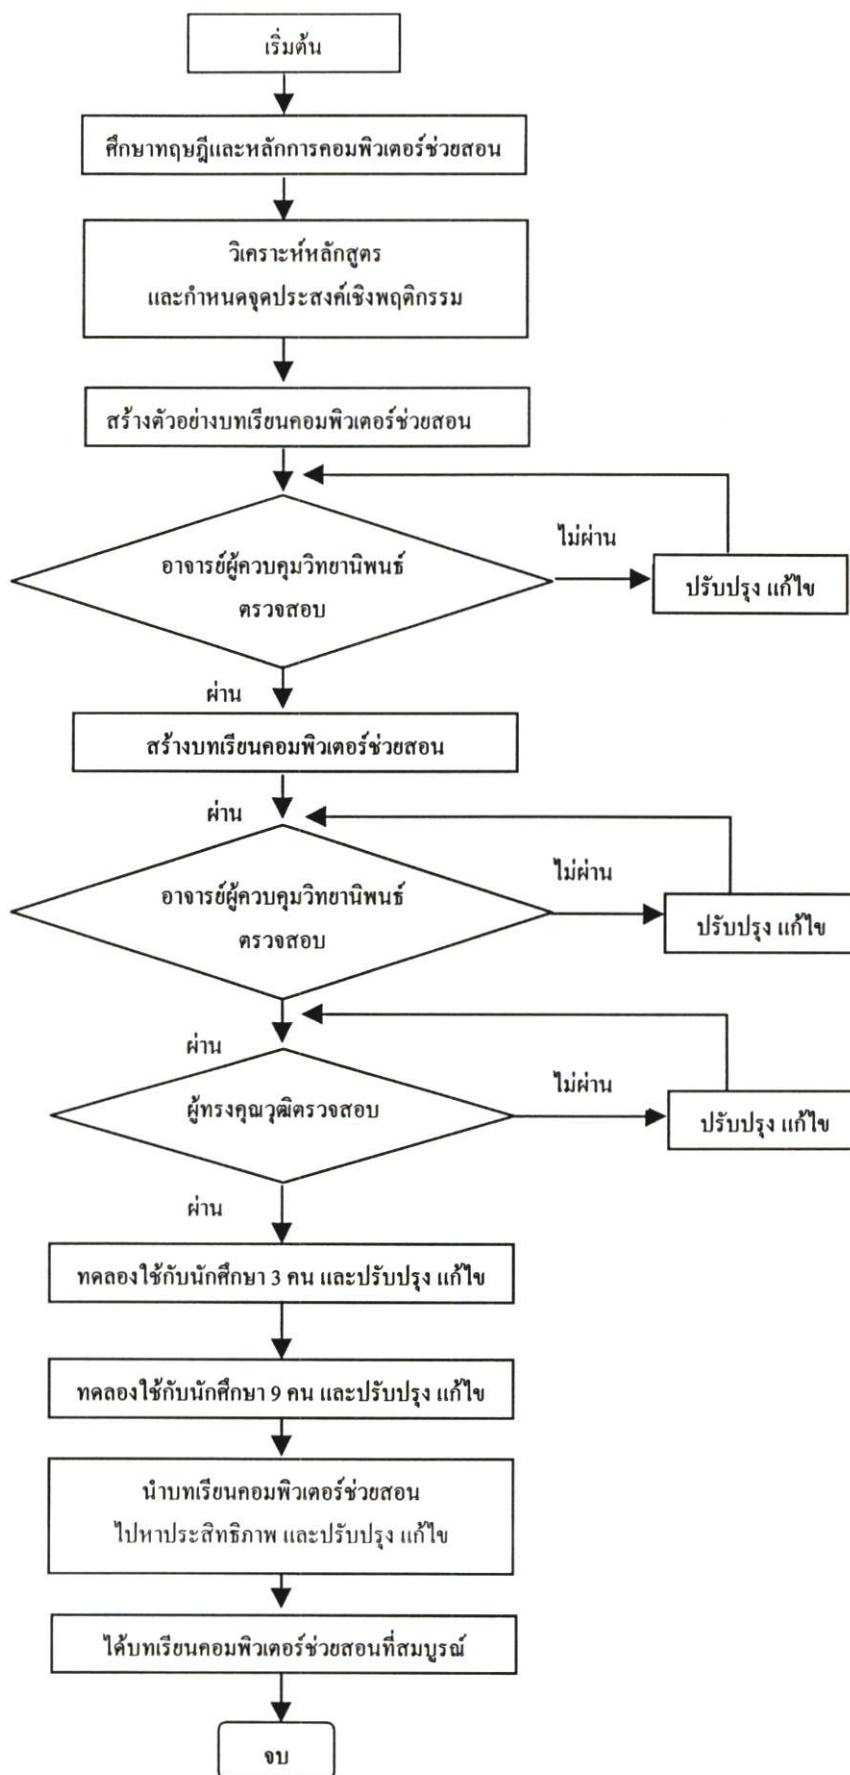 เริ่มต้น
ศึกษาทฤษฎีและหลักการคอมพิวเตอร์ช่วยสอน
วิเคราะห์หลักสูตร
และกำหนดจุดประสงค์เชิงพฤติกรรม
สร้างตัวอย่างบทเรียนคอมพิวเตอร์ช่วยสอน
อาจารย์ผู้ควบคุมวิทยานิพนธ์
ตรวจสอบ
ไม่ผ่าน
ปรับปรุง แก้ไข
ผ่าน
สร้างบทเรียนคอมพิวเตอร์ช่วยสอน
ผ่าน
อาจารย์ผู้ควบคุมวิทยานิพนธ์
ตรวจสอบ
ไม่ผ่าน
ปรับปรุง แก้ไข
ผ่าน
ผู้ทรงคุณวุฒิตรวจสอบ
ไม่ผ่าน
ปรับปรุง แก้ไข
ผ่าน
ทดลองใช้กับนักศึกษา 3 คน และปรับปรุง แก้ไข
ทดลองใช้กับนักศึกษา 9 คน และปรับปรุง แก้ไข
นำบทเรียนคอมพิวเตอร์ช่วยสอน
ไปหาประสิทธิภาพ และปรับปรุง แก้ไข
ได้บทเรียนคอมพิวเตอร์ช่วยสอนที่สมบูรณ์
จบ